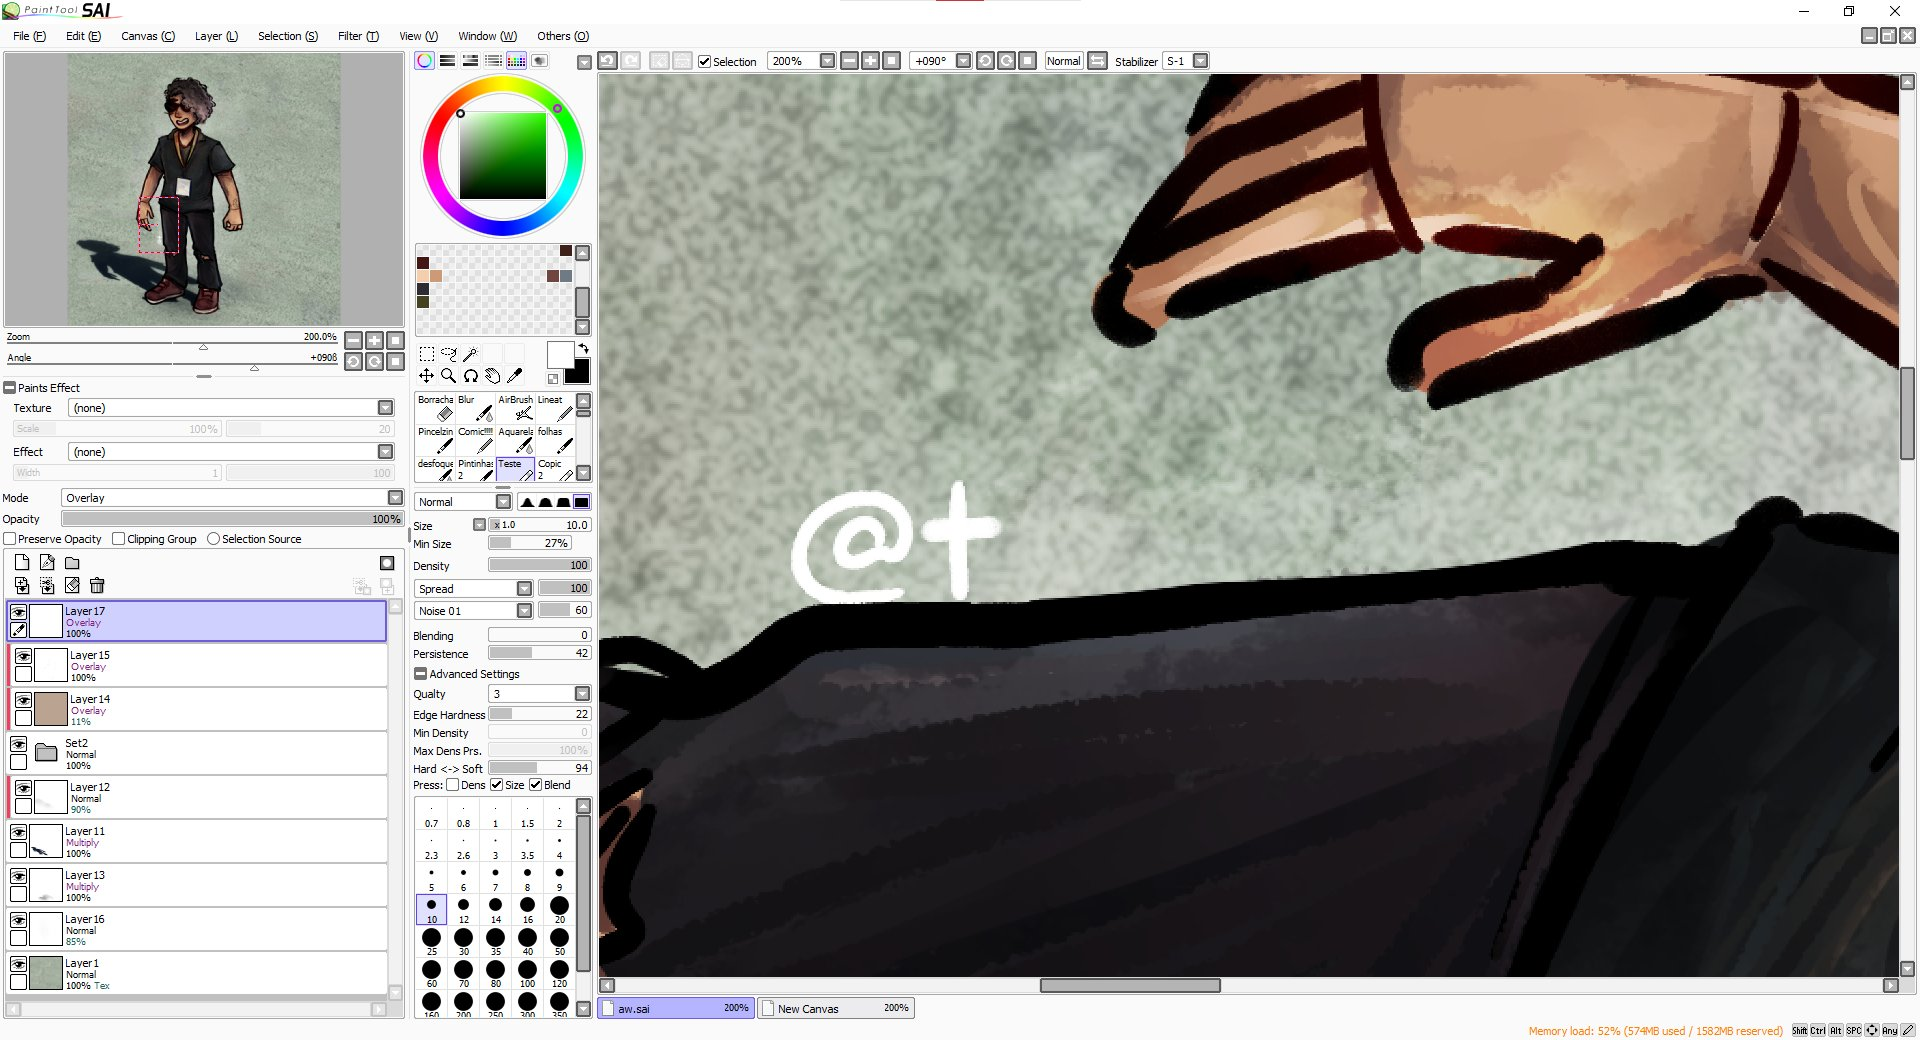 PaintTool SAI
File (F) Edit (E) Canvas (C) Layer (L) Selection (S) Filter (T) View (V) Window (W) Others (O)
Selection 200% +090° Normal Stabilizer S-1
Zoom 200.0%
Angle +090ß
Paints Effect
Texture (none)
Scale 100% 20
Effect (none)
Width 1 100
Mode Overlay
Opacity 100%
Preserve Opacity Clipping Group Selection Source
Layer17
Overlay
100%
Layer15
Overlay
100%
Layer14
Overlay
11%
Set2
Normal
100%
Layer12
Normal
90%
Layer11
Multiply
100%
Layer13
Multiply
100%
Layer16
Normal
85%
Layer1
Normal
100% Tex
Borracha Blur AirBrush Lineat
Pincelzin Comic!!!! Aquarela folhas
desfoque Pintinhas 2 Teste Copic 2
Normal
Size x 1.0 10.0
Min Size 27%
Density 100
Spread 100
Noise 01 60
Blending 0
Persistence 42
Advanced Settings
Qualty 3
Edge Hardness 22
Min Density 0
Max Dens Prs. 100%
Hard <-> Soft 94
Press: Dens Size Blend
0.7 0.8 1 1.5 2
2.3 2.6 3 3.5 4
5 6 7 8 9
10 12 14 16 20
25 30 35 40 50
60 70 80 100 120
160 200 250 300 350
@t
aw.sai 200% New Canvas 200%
Memory load: 52% (574MB used / 1582MB reserved) Shift Ctrl Alt SPC Any